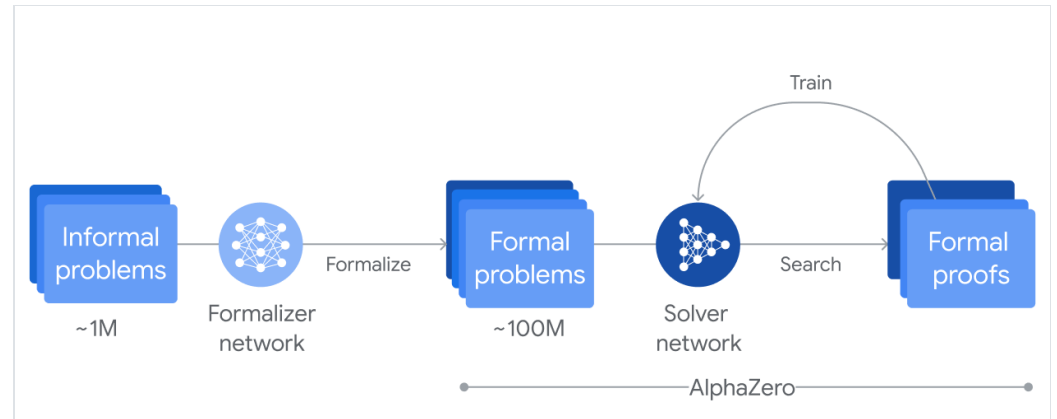 Train
Informal
problems
~1M
Formalizer
network
Formalize
Formal
problems
~100M
Solver
network
Search
Formal
proofs
AlphaZero